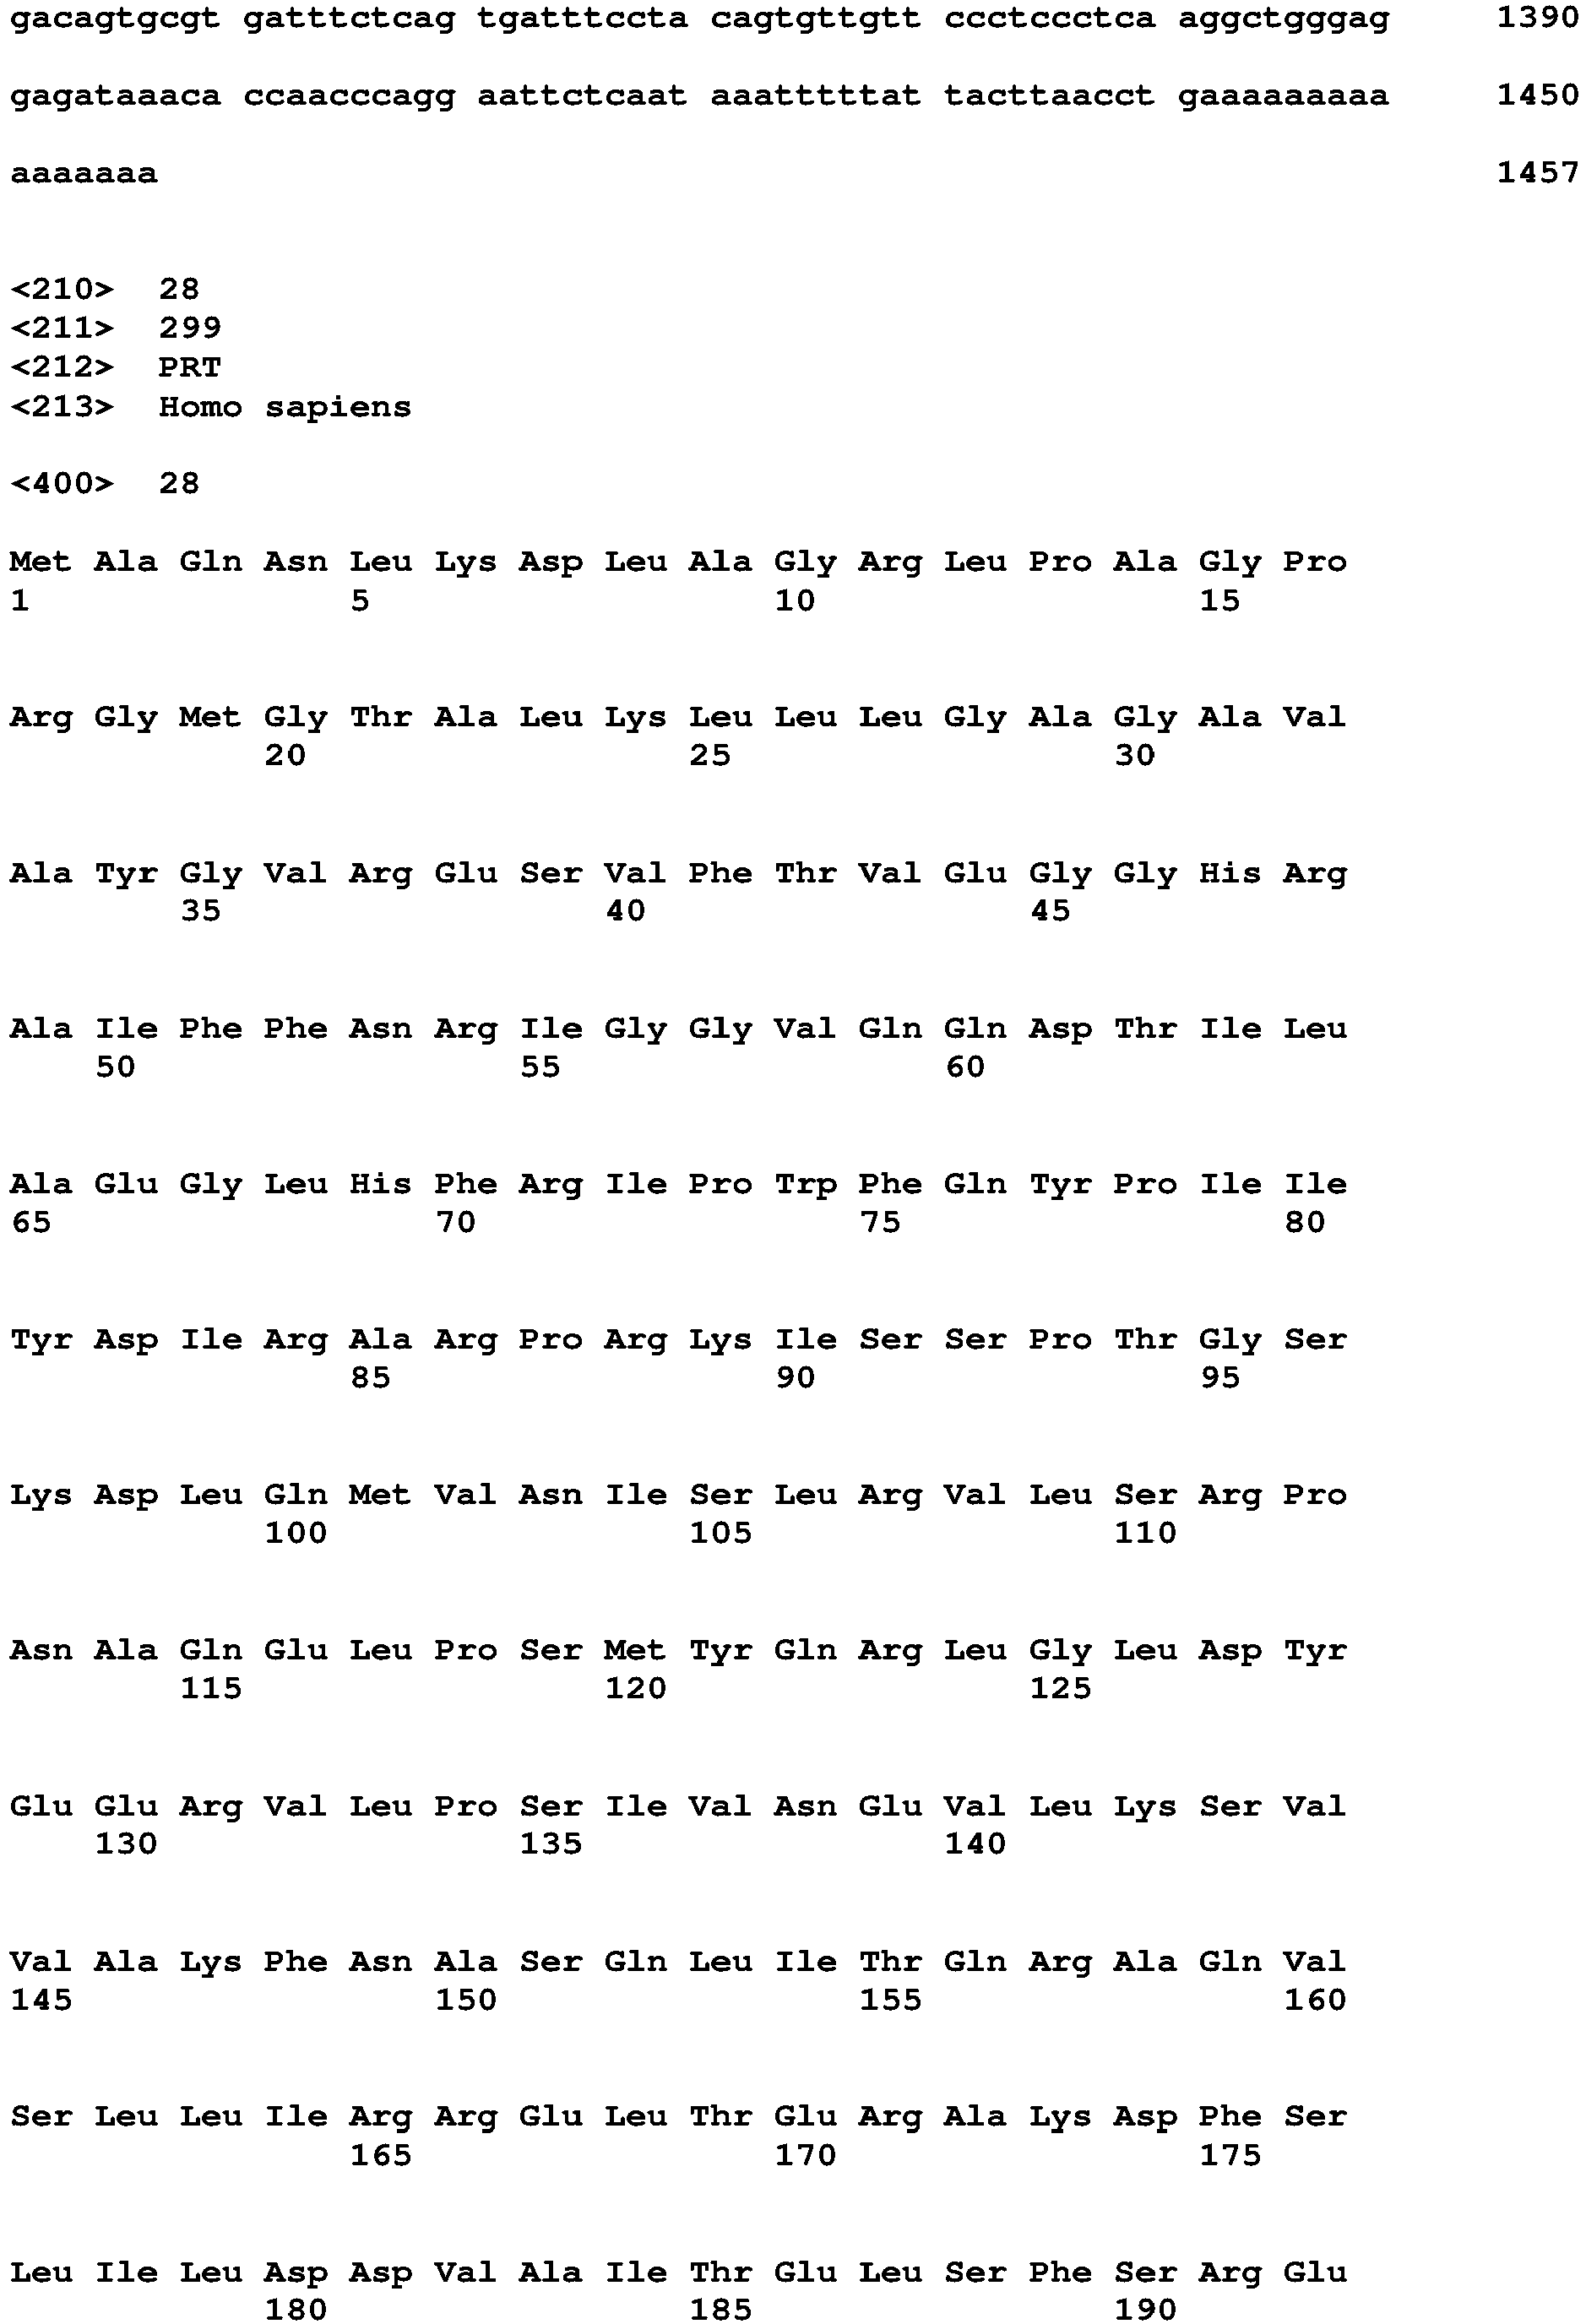 gacagtgcgt gatttctcag tgatttccta cagtgttgtt ccctccctca aggctgggag 1390
gagataaaca ccaacccagg aattctcaat aaatttttat tacttaacct gaaaaaaaaa 1450
aaaaaaa 1457
<210> 28
<211> 299
<212> PRT
<213> Homo sapiens
<400> 28
Met Ala Gln Asn Leu Lys Asp Leu Ala Gly Arg Leu Pro Ala Gly Pro
1 5 10 15
Arg Gly Met Gly Thr Ala Leu Lys Leu Leu Leu Gly Ala Gly Ala Val
20 25 30
Ala Tyr Gly Val Arg Glu Ser Val Phe Thr Val Glu Gly Gly His Arg
35 40 45
Ala Ile Phe Phe Asn Arg Ile Gly Gly Val Gln Gln Asp Thr Ile Leu
50 55 60
Ala Glu Gly Leu His Phe Arg Ile Pro Trp Phe Gln Tyr Pro Ile Ile
65 70 75 80
Tyr Asp Ile Arg Ala Arg Pro Arg Lys Ile Ser Ser Pro Thr Gly Ser
85 90 95
Lys Asp Leu Gln Met Val Asn Ile Ser Leu Arg Val Leu Ser Arg Pro
100 105 110
Asn Ala Gln Glu Leu Pro Ser Met Tyr Gln Arg Leu Gly Leu Asp Tyr
115 120 125
Glu Glu Arg Val Leu Pro Ser Ile Val Asn Glu Val Leu Lys Ser Val
130 135 140
Val Ala Lys Phe Asn Ala Ser Gln Leu Ile Thr Gln Arg Ala Gln Val
145 150 155 160
Ser Leu Leu Ile Arg Arg Glu Leu Thr Glu Arg Ala Lys Asp Phe Ser
165 170 175
Leu Ile Leu Asp Asp Val Ala Ile Thr Glu Leu Ser Phe Ser Arg Glu
180 185 190